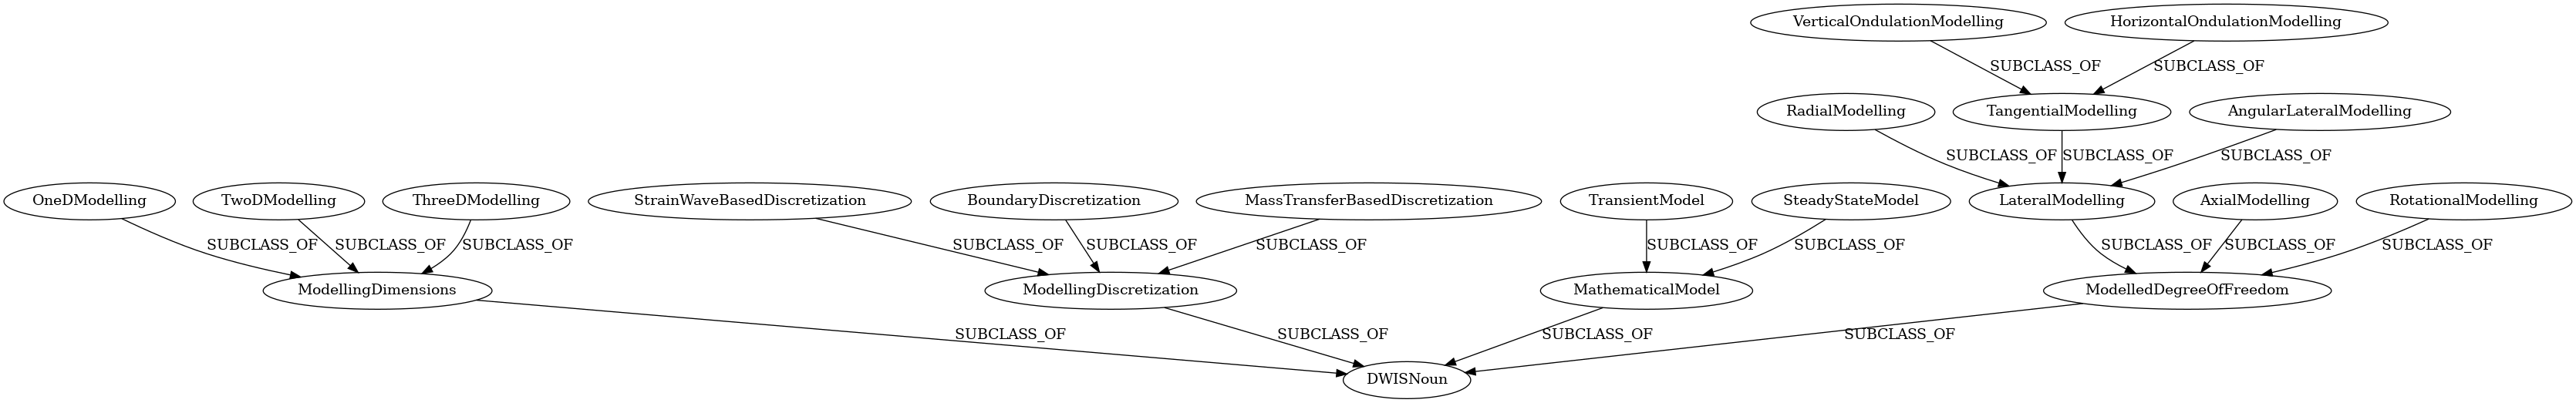 VerticalOndulationModelling
HorizontalOndulationModelling
SUBCLASS_OF
SUBCLASS_OF
RadialModelling
TangentialModelling
AngularLateralModelling
SUBCLASS_OF
SUBCLASS_OF
SUBCLASS_OF
OneDModelling
TwoDModelling
ThreeDModelling
StrainWaveBasedDiscretization
BoundaryDiscretization
MassTransferBasedDiscretization
TransientModel
SteadyStateModel
LateralModelling
AxialModelling
RotationalModelling
SUBCLASS_OF
SUBCLASS_OF
SUBCLASS_OF
SUBCLASS_OF
SUBCLASS_OF
SUBCLASS_OF
SUBCLASS_OF
SUBCLASS_OF
SUBCLASS_OF
SUBCLASS_OF
SUBCLASS_OF
ModellingDimensions
ModellingDiscretization
MathematicalModel
ModelledDegreeOfFreedom
SUBCLASS_OF
SUBCLASS_OF
SUBCLASS_OF
SUBCLASS_OF
DWISNoun